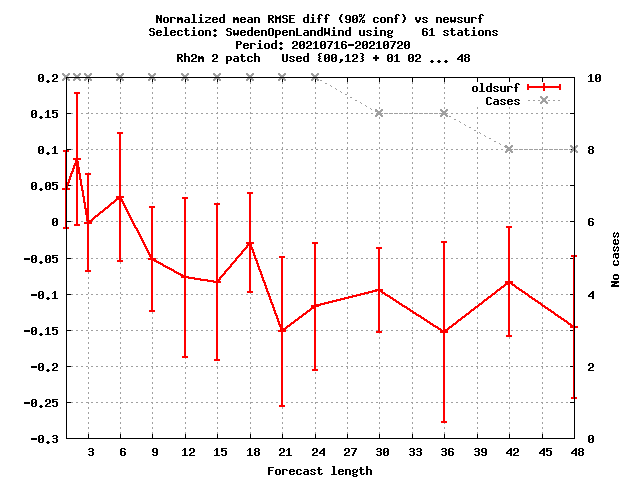 Normalized mean RMSE diff (90% conf) vs newsurf
Selection: SwedenOpenLandWind using    61 stations
Period: 20210716-20210720
Rh2m 2 patch   Used {00,12} + 01 02 ... 48
oldsurf
Cases
0.2
0.15
0.1
0.05
0
-0.05
-0.1
-0.15
-0.2
-0.25
-0.3
10
8
6
4
2
0
No cases
3 6 9 12 15 18 21 24 27 30 33 36 39 42 45 48
Forecast length